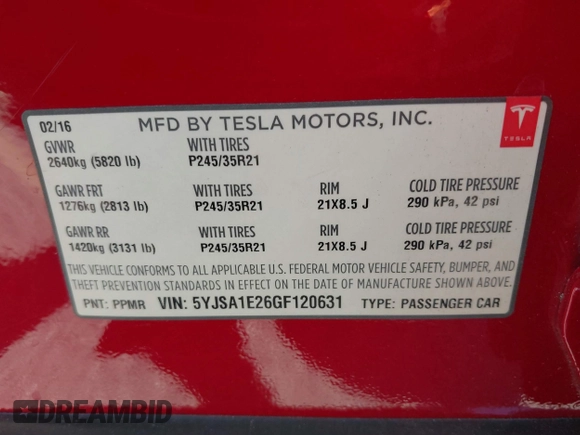 02/16 MFD BY TESLA MOTORS, INC.
TESLA
GVWR WITH TIRES
2640kg (5820 lb) P245/35R21
GAWR FRT WITH TIRES RIM COLD TIRE PRESSURE
1276kg (2813 lb) P245/35R21 21X8.5 J 290 kPa, 42 psi
GAWR RR WITH TIRES RIM COLD TIRE PRESSURE
1420kg (3131 lb) P245/35R21 21X8.5 J 290 kPa, 42 psi
THIS VEHICLE CONFORMS TO ALL APPLICABLE U.S. FEDERAL MOTOR VEHICLE SAFETY, BUMPER, AND
THEFT PREVENTION STANDARDS IN EFFECT ON THE DATE OF MANUFACTURE SHOWN ABOVE.
PNT: PPMR VIN: 5YJSA1E26GF120631 TYPE: PASSENGER CAR
DREAMBID